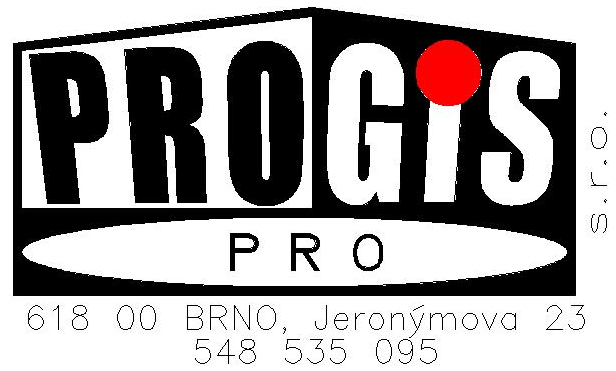 PROGiS
s.r.o.
PRO
618 00 BRNO, Jeronýmova 23
548 535 095